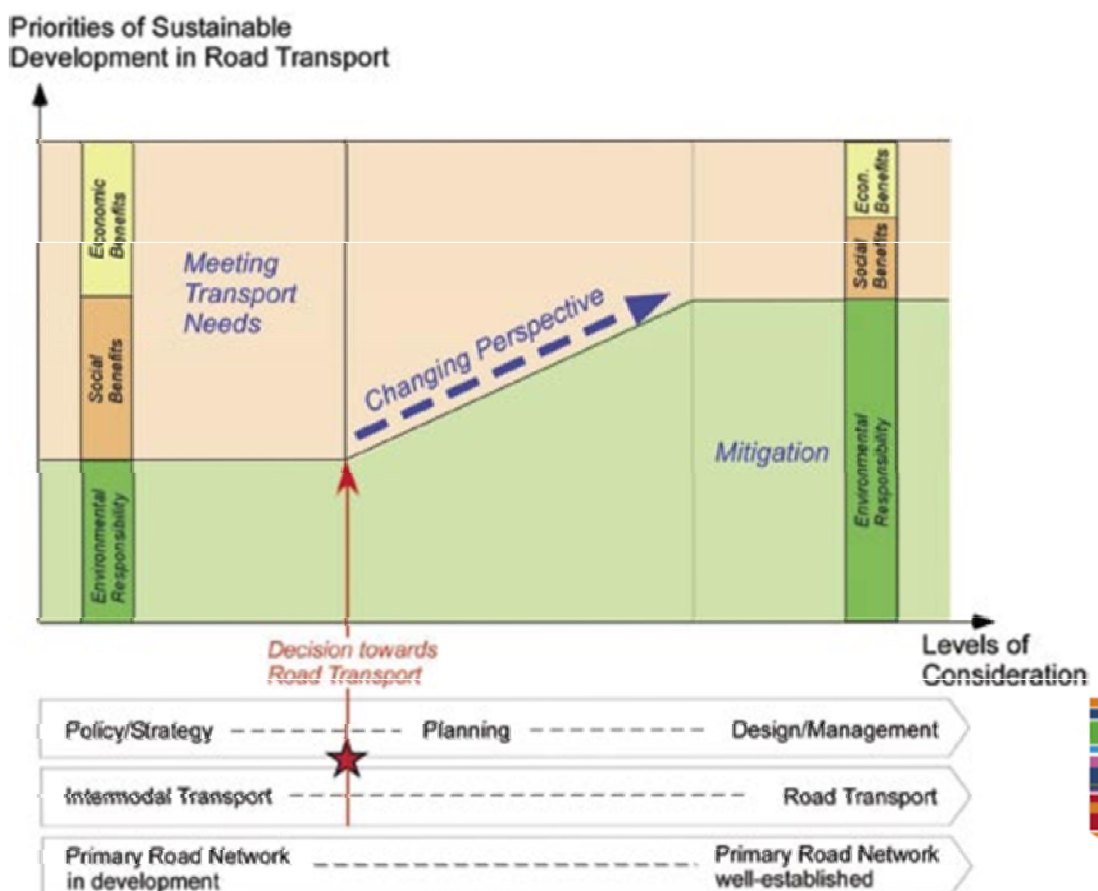 Priorities of Sustainable
Development in Road Transport
Economic
Benefits
Social
Benefits
Environmental
Responsibility
Meeting
Transport
Needs
Changing Perspective
Mitigation
Econ.
Benefits
Social
Benefits
Environmental
Responsibility
Levels of
Consideration
Decision towards
Road Transport
Policy/Strategy
Planning
Design/Management
Intermodal Transport
Road Transport
Primary Road Network
in development
Primary Road Network
well-established